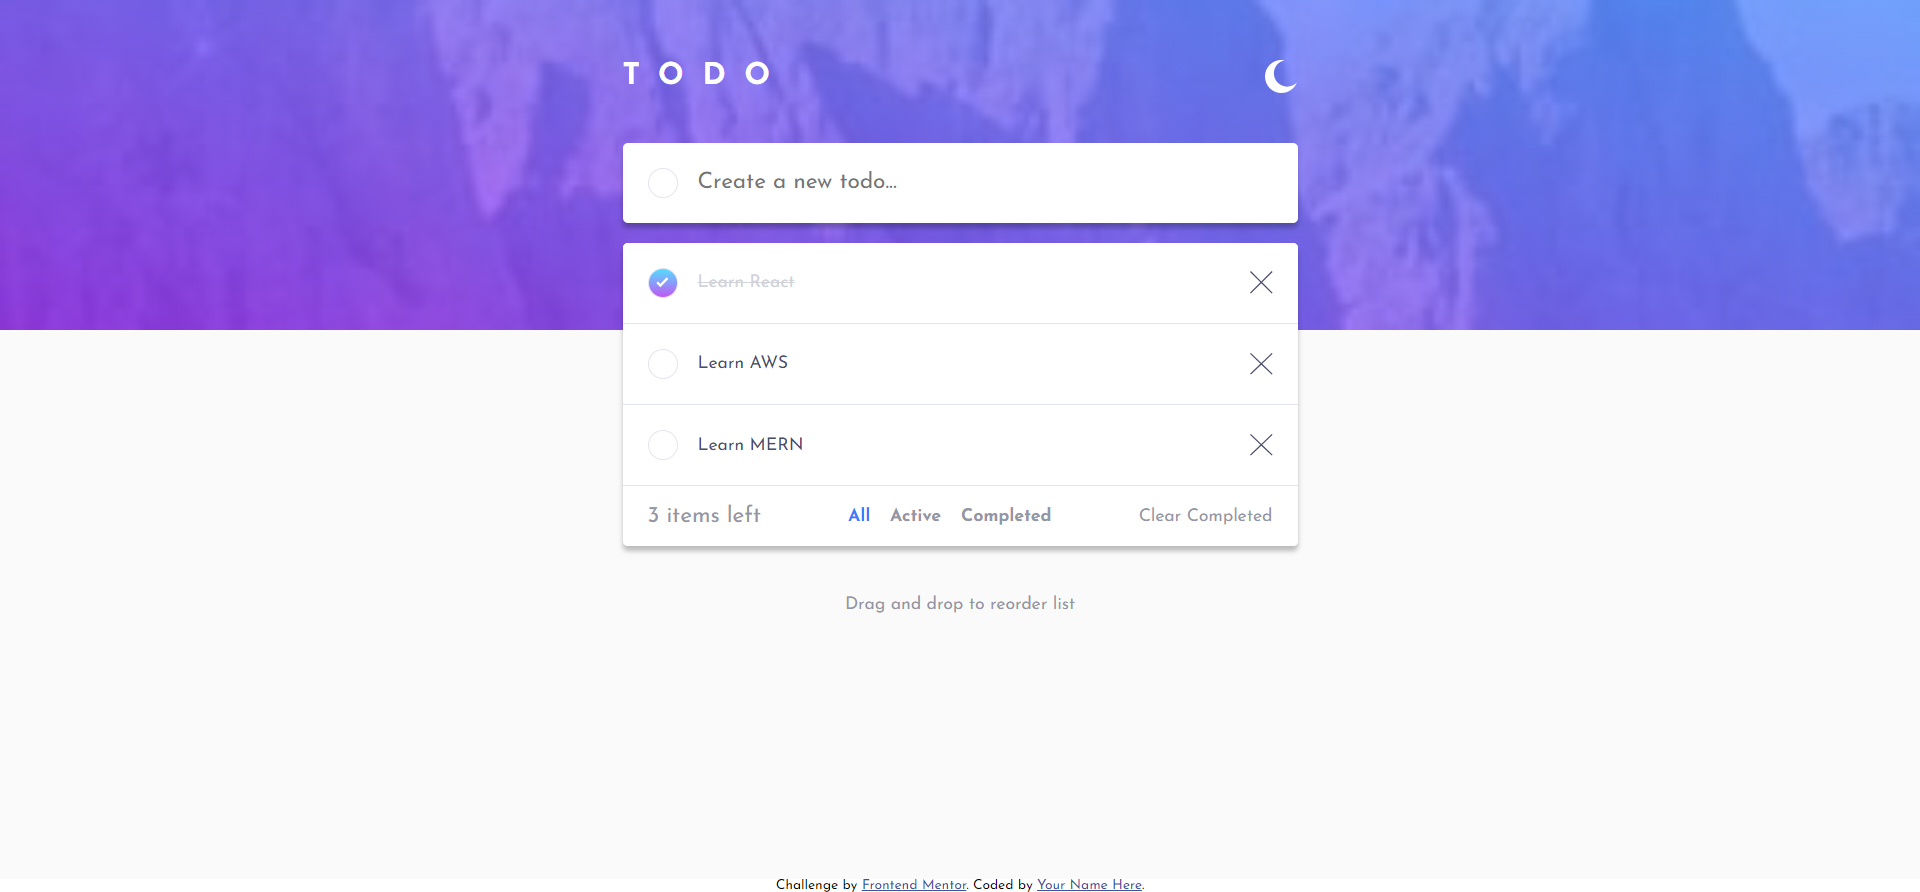 TODO
Create a new todo...
Learn React
Learn AWS
Learn MERN
3 items left All Active Completed Clear Completed
Drag and drop to reorder list
Challenge by Frontend Mentor. Coded by Your Name Here.